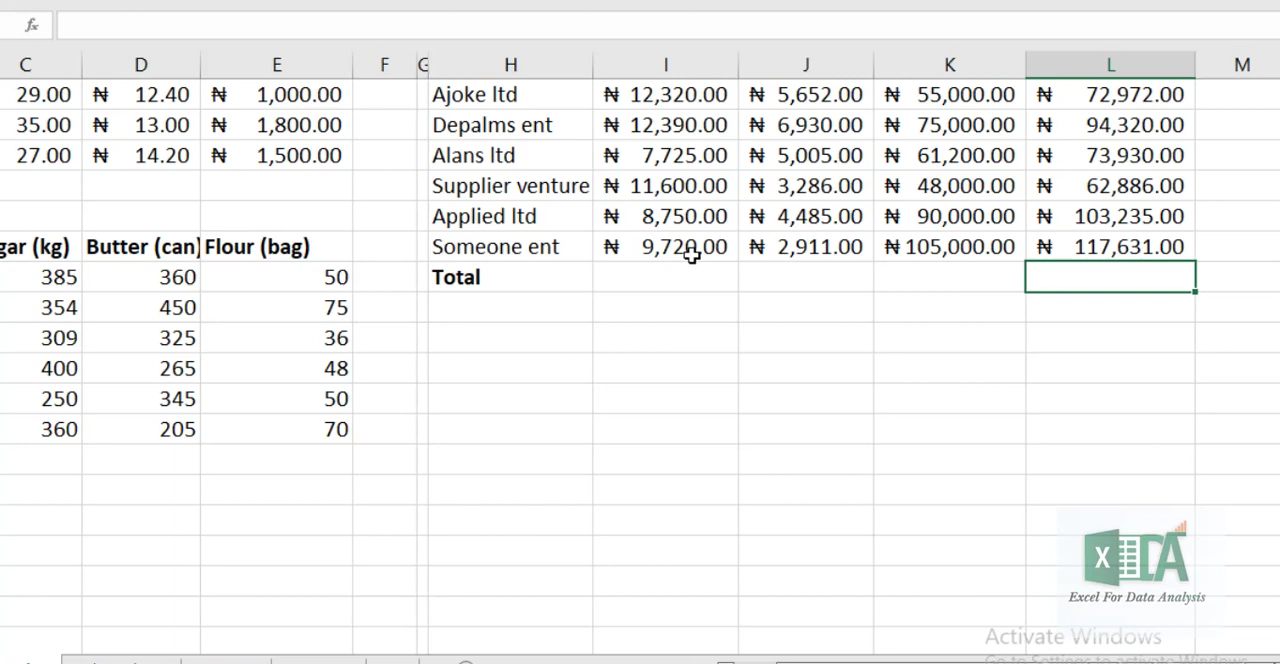 fx
C D E F G H I J K L M
29.00 ₦ 12.40 ₦ 1,000.00 Ajoke ltd ₦ 12,320.00 ₦ 5,652.00 ₦ 55,000.00 ₦ 72,972.00
35.00 ₦ 13.00 ₦ 1,800.00 Depalms ent ₦ 12,390.00 ₦ 6,930.00 ₦ 75,000.00 ₦ 94,320.00
27.00 ₦ 14.20 ₦ 1,500.00 Alans ltd ₦ 7,725.00 ₦ 5,005.00 ₦ 61,200.00 ₦ 73,930.00
Supplier venture ₦ 11,600.00 ₦ 3,286.00 ₦ 48,000.00 ₦ 62,886.00
Applied ltd ₦ 8,750.00 ₦ 4,485.00 ₦ 90,000.00 ₦ 103,235.00
gar (kg) Butter (can) Flour (bag) Someone ent ₦ 9,720.00 ₦ 2,911.00 ₦ 105,000.00 ₦ 117,631.00
385 360 50 Total
354 450 75
309 325 36
400 265 48
250 345 50
360 205 70
X DA
Excel For Data Analysis
Activate Windows
Go to Settings to activate Windows